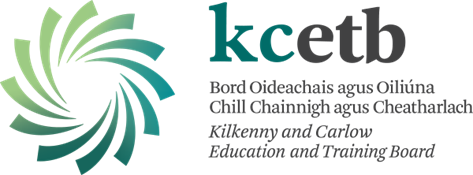 kcetb
Bord Oideachais agus Oiliúna
Chill Chainnigh agus Cheatharlach
Kilkenny and Carlow
Education and Training Board